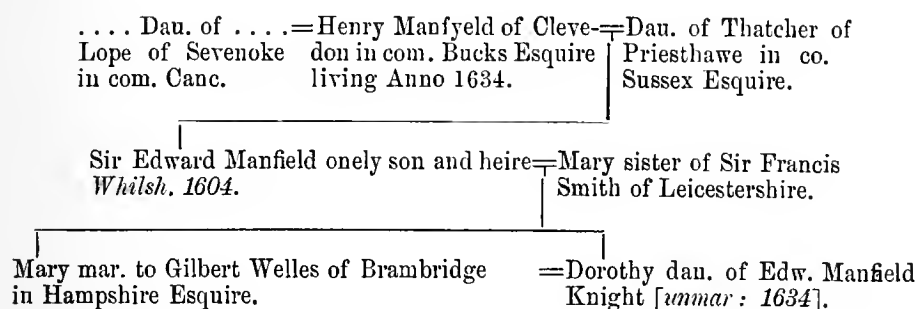 .... Dau. of .... = Henry Manfyeld of Cleve- = Dau. of Thatcher of
Lope of Sevenoke don in com. Bucks Esquire Priesthawe in co.
in com. Canc. living Anno 1634. Sussex Esquire.
Sir Edward Manfield onely son and heire = Mary sister of Sir Francis
Whilsh. 1604. Smith of Leicestershire.
Mary mar. to Gilbert Welles of Brambridge = Dorothy dau. of Edw. Manfield
in Hampshire Esquire. Knight [unmar : 1634].